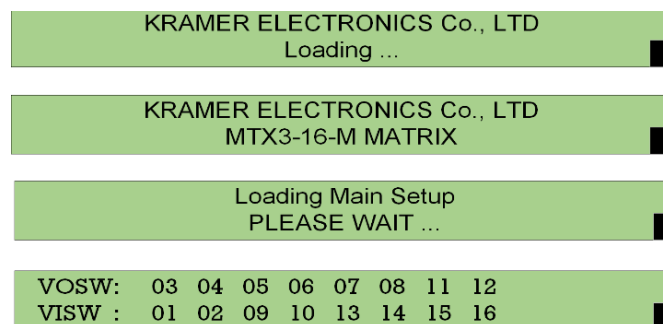 KRAMER ELECTRONICS Co., LTD
Loading ...
KRAMER ELECTRONICS Co., LTD
MTX3-16-M MATRIX
Loading Main Setup
PLEASE WAIT ...
VOSW: 03 04 05 06 07 08 11 12
VISW : 01 02 09 10 13 14 15 16